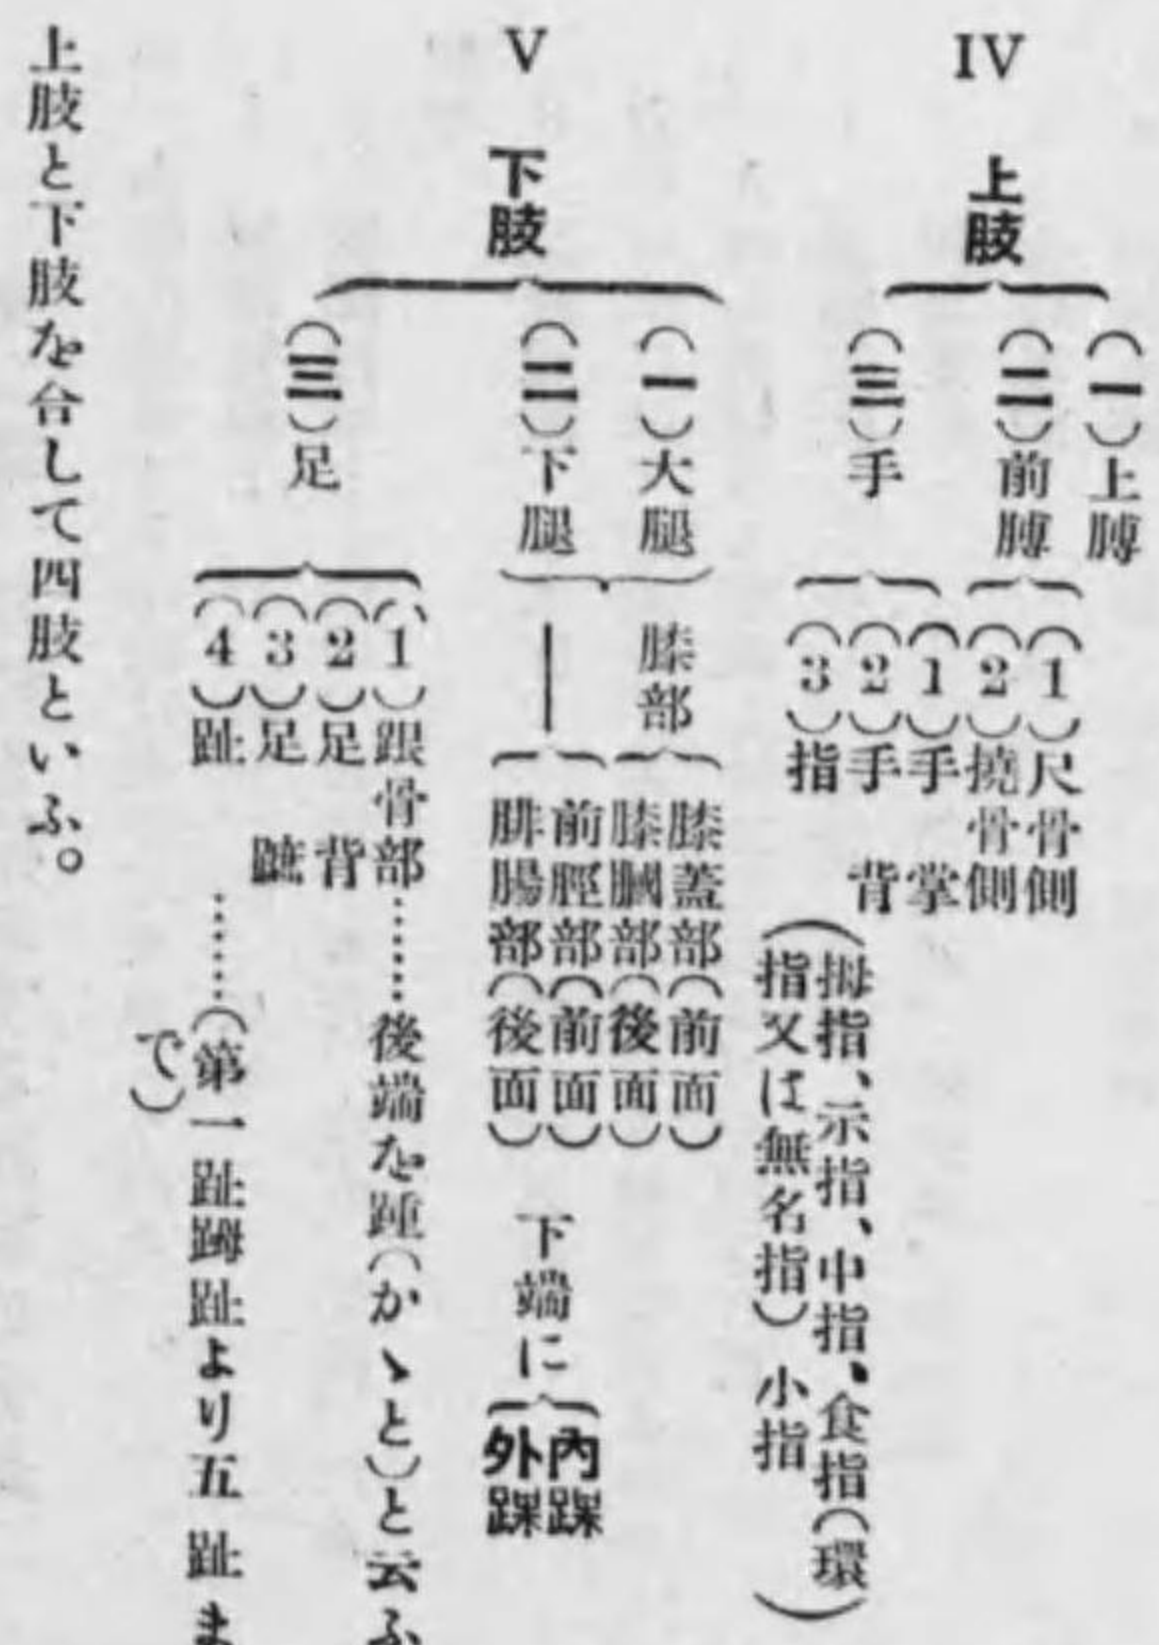 IV
上肢
(一)上膊
(二)前膊
(1)尺骨側
(2)撓骨側
(三)手
(1)手掌
(2)手背
(3)指
(拇指、示指、中指、食指(環
指又は無名指)小指)
V
下肢
(一)大腿
(二)下腿
膝部
膝蓋部(前面)
膝膕部(後面)
前脛部(前面)
腓腸部(後面)
下端に
內踝
外踝
(三)足
(1)跟骨部……後端を踵(かゝと)と云ふ
(2)足背
(3)足蹠
(4)趾……(第一趾踇趾より五趾ま
で)
上肢と下肢を合して四肢といふ。